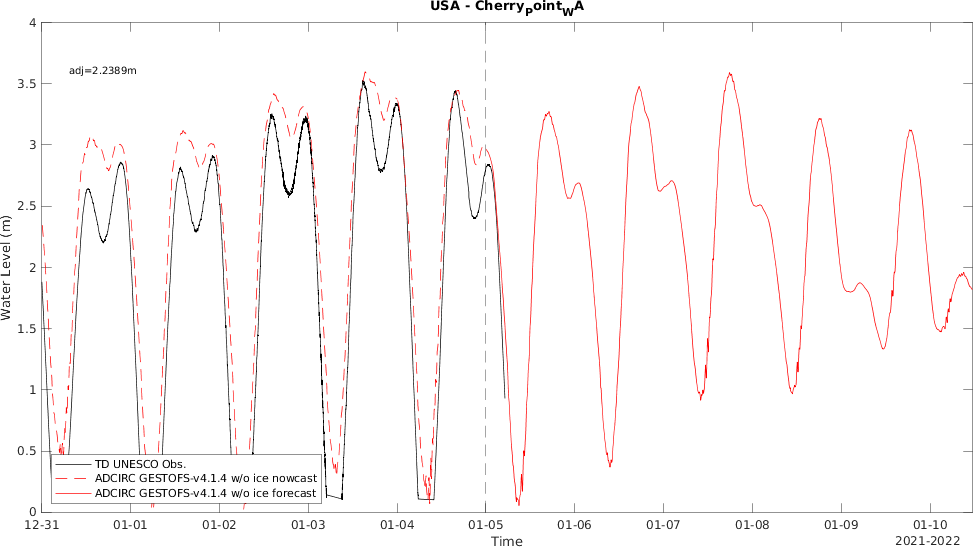 USA - CherryPointWA
4
adj=2.2389m
3.5
3
2.5
2
1.5
1
0.5
0
Water Level (m)
TD UNESCO Obs.
ADCIRC GESTOFS-v4.1.4 w/o ice nowcast
ADCIRC GESTOFS-v4.1.4 w/o ice forecast
12-31 01-01 01-02 01-03 01-04 01-05 01-06 01-07 01-08 01-09 01-10
Time
2021-2022